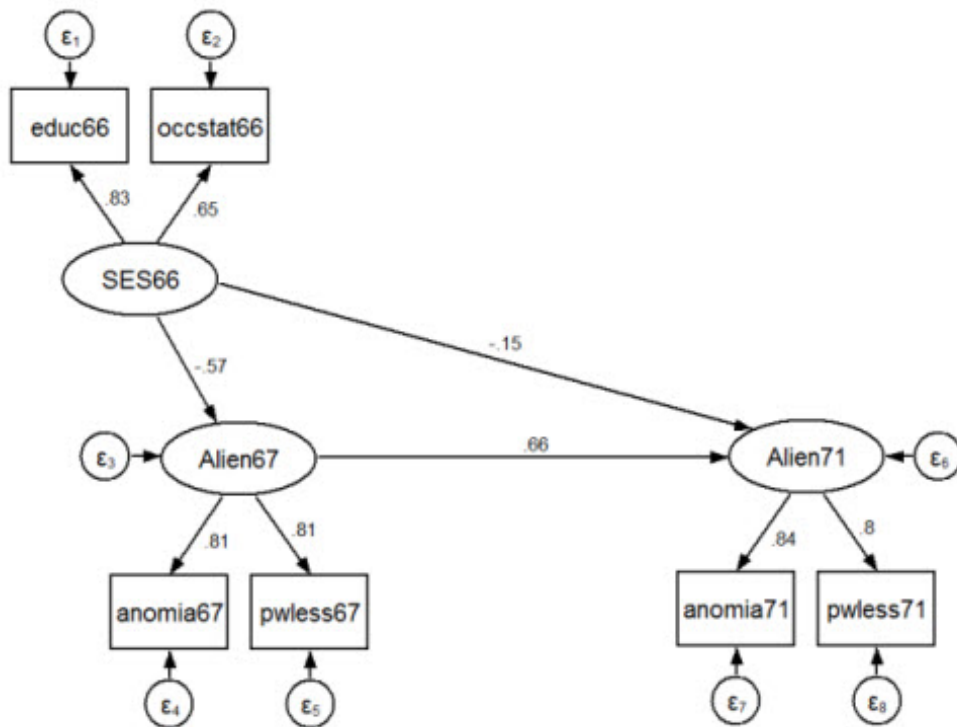 ε₁ ε₂
educ66 occstat66
.83 .65
SES66
-.57 -.15
ε₃ Alien67 .66 Alien71 ε₆
.81 .81 .84 .8
anomia67 pwless67 anomia71 pwless71
ε₄ ε₅ ε₇ ε₈